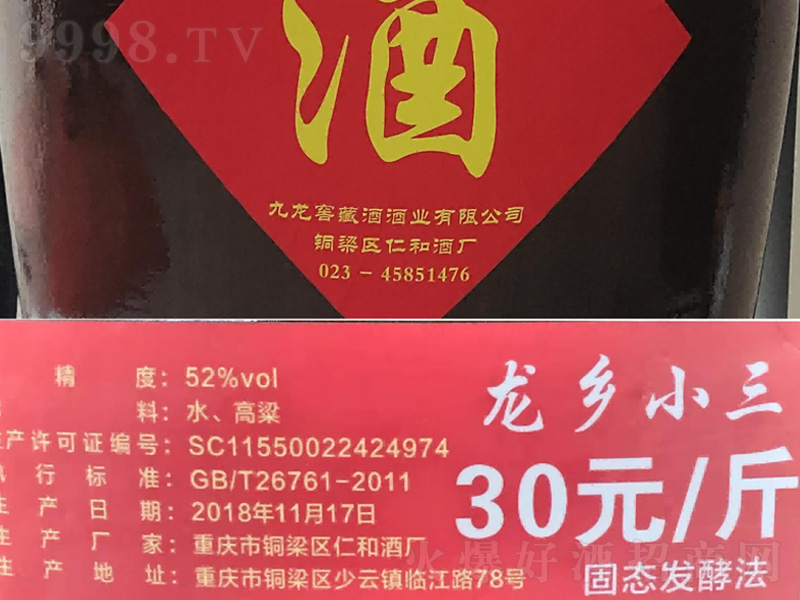 9998.TV
酒
九龙窖藏酒酒业有限公司
铜梁区仁和酒厂
023-45851476
精 度：52%vol
料：水、高粱
生产许可证编号：SC11550022424974
执行标准：GB/T26761-2011
生产日期：2018年11月17日
生产厂家：重庆市铜梁区仁和酒厂
生产地址：重庆市铜梁区少云镇临江路78号
龙乡小三
30元/斤
固态发酵法
火爆好酒招商网